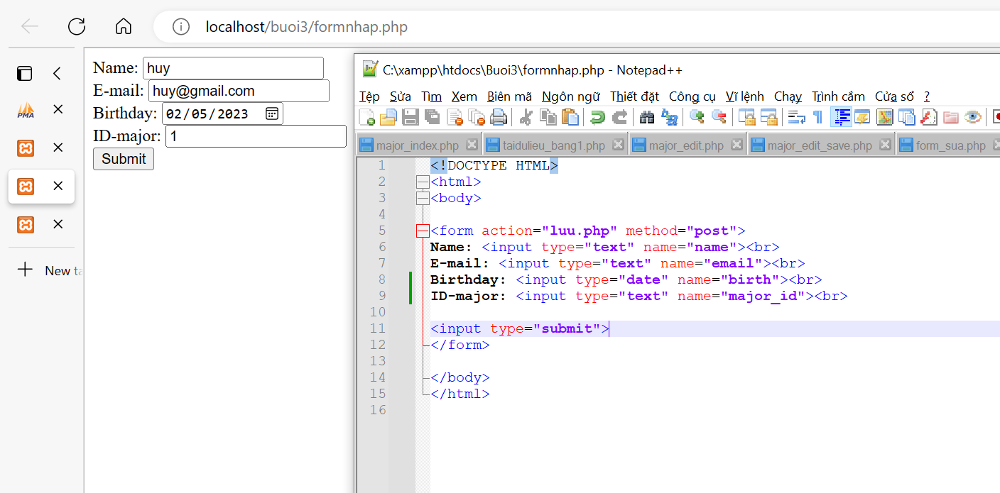 localhost/buoi3/formnhap.php
Name: huy
E-mail: huy@gmail.com
Birthday: 02/05/2023
ID-major: 1
Submit
PMA
New ta
C:\xampp\htdocs\Buoi3\formnhap.php - Notepad++
Tệp Sửa Tìm Xem Biên mã Ngôn ngữ Thiết đặt Công cụ Vĩ lệnh Chạy Trình cắm Cửa sổ ?
major_index.php taidulieu_bang1.php major_edit.php major_edit_save.php form_sua.php
1 <!DOCTYPE HTML>
2 <html>
3 <body>
4
5 <form action="luu.php" method="post">
6 Name: <input type="text" name="name"><br>
7 E-mail: <input type="text" name="email"><br>
8 Birthday: <input type="date" name="birth"><br>
9 ID-major: <input type="text" name="major_id"><br>
10
11 <input type="submit">
12 </form>
13
14 </body>
15 </html>
16